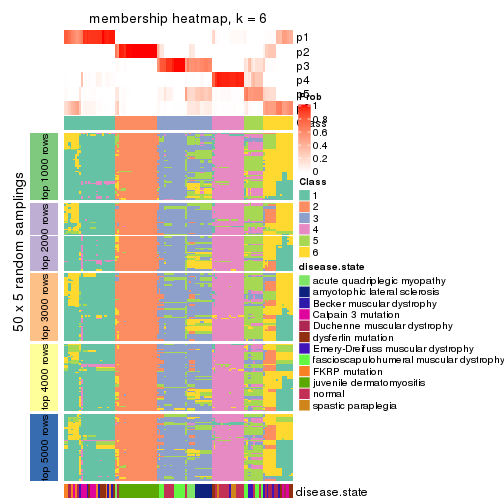 membership heatmap, k = 6
p1
p2
p3
p4
p5
Prob
1
0.8
0.6
0.4
0.2
0
Class
Class
1
2
3
4
5
6
disease.state
acute quadriplegic myopathy
amyotophic lateral sclerosis
Becker muscular dystrophy
Calpain 3 mutation
Duchenne muscular dystrophy
dysferlin mutation
Emery-Dreifuss muscular dystrophy
fascioscapulohumeral muscular dystrophy
FKRP mutation
juvenile dermatomyositis
normal
spastic paraplegia
50 x 5 random samplings
top 1000 rows
top 2000 rows
top 3000 rows
top 4000 rows
top 5000 rows
disease.state